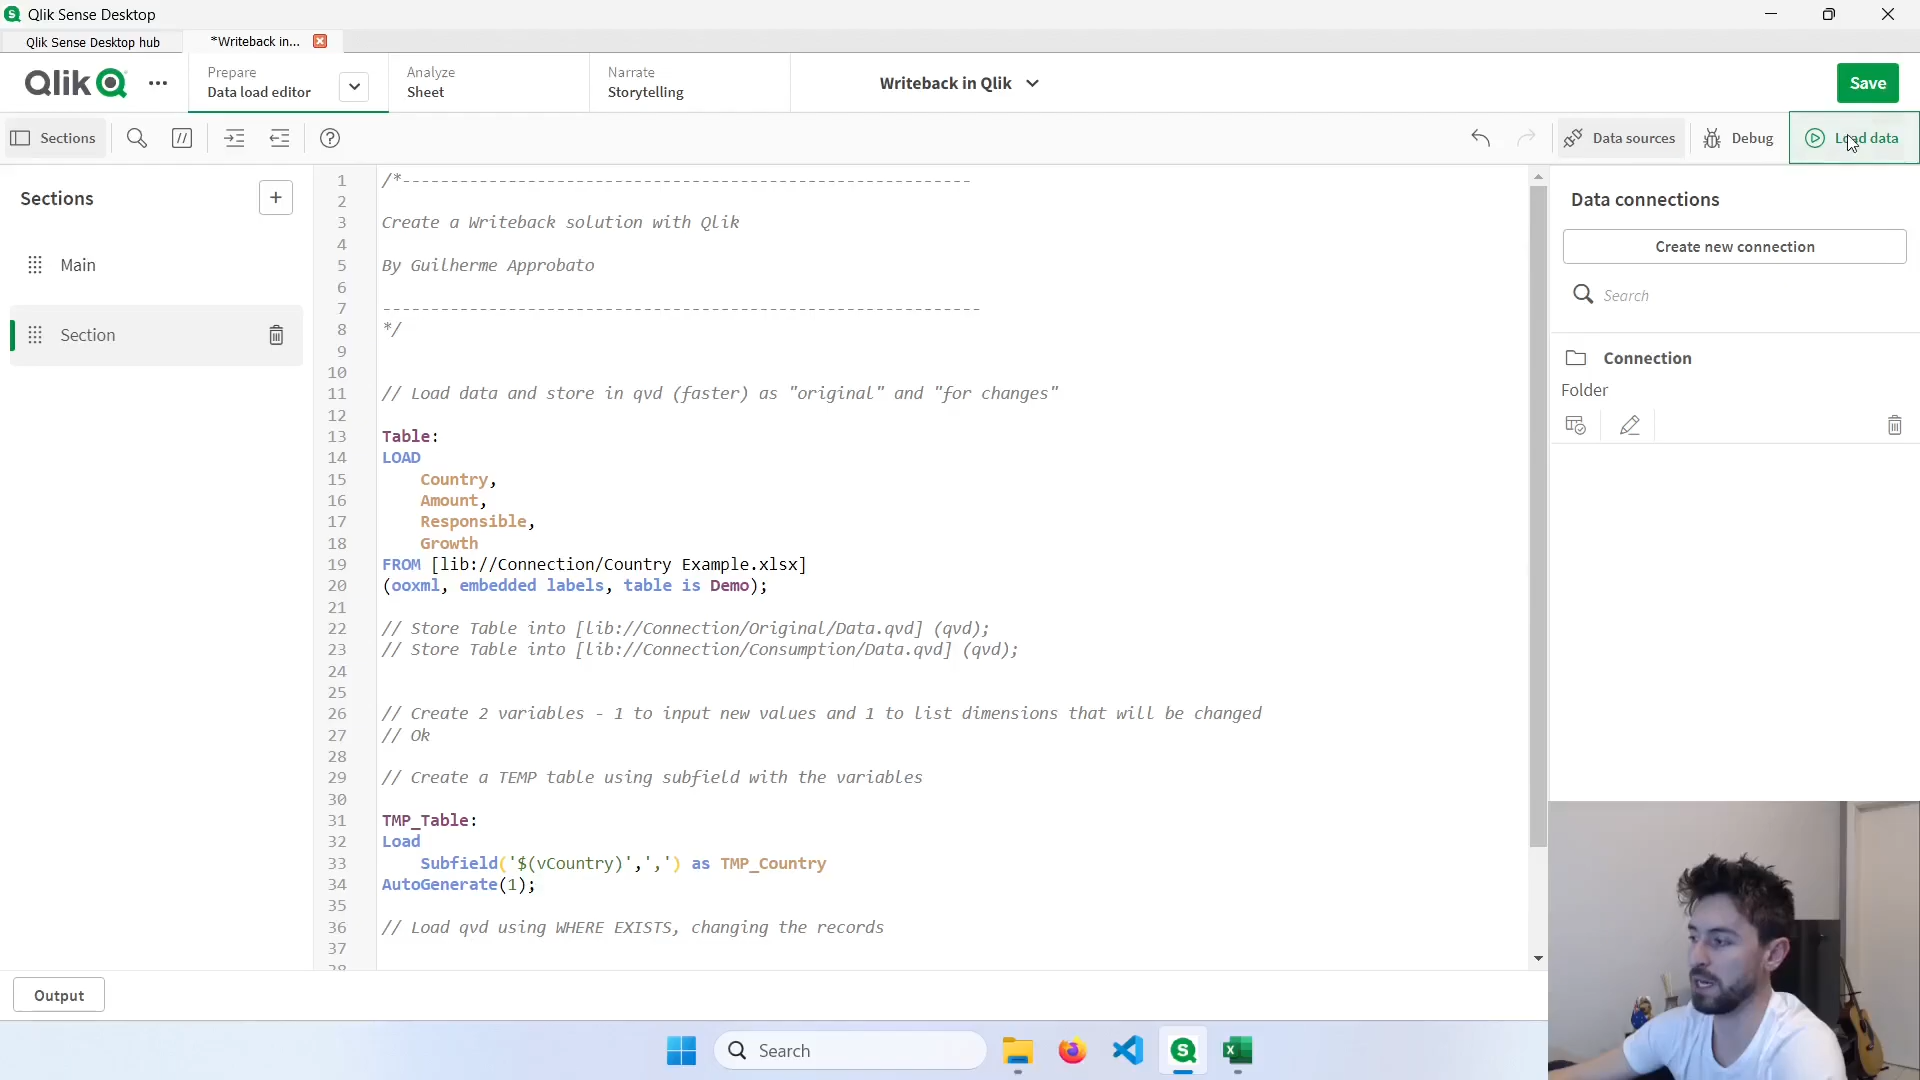 Qlik Sense Desktop
Qlik Sense Desktop hub
*Writeback in...
Qlik
Prepare
Data load editor
Analyze
Sheet
Narrate
Storytelling
Writeback in Qlik
Save
Sections
Data sources
Debug
Load data
Sections
Main
Section
1 /*-----------------------------------------------------------
2
3 Create a Writeback solution with Qlik
4
5 By Guilherme Approbato
6
7 --------------------------------------------------------------
8 */
9
10
11 // Load data and store in qvd (faster) as "original" and "for changes"
12
13 Table:
14 LOAD
15 Country,
16 Amount,
17 Responsible,
18 Growth
19 FROM [lib://Connection/Country Example.xlsx]
20 (ooxml, embedded labels, table is Demo);
21
22 // Store Table into [lib://Connection/Original/Data.qvd] (qvd);
23 // Store Table into [lib://Connection/Consumption/Data.qvd] (qvd);
24
25
26 // Create 2 variables - 1 to input new values and 1 to list dimensions that will be changed
27 // Ok
28
29 // Create a TEMP table using subfield with the variables
30
31 TMP_Table:
32 Load
33 Subfield('$(vCountry)',',') as TMP_Country
34 AutoGenerate(1);
35
36 // Load qvd using WHERE EXISTS, changing the records
37
38
Data connections
Create new connection
Search
Connection
Folder
Output
Search